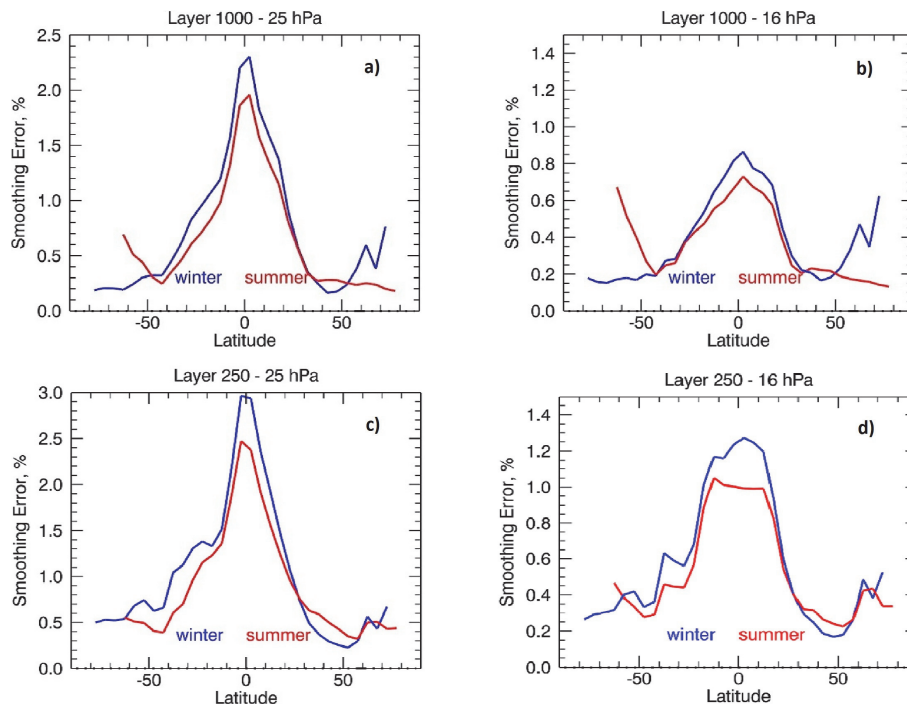 Layer 1000 - 25 hPa
a)
Smoothing Error, %
2.5
2.0
1.5
1.0
0.5
0.0
winter summer
-50 0 50
Latitude
Layer 1000 - 16 hPa
b)
Smoothing Error, %
1.4
1.2
1.0
0.8
0.6
0.4
0.2
0.0
winter summer
-50 0 50
Latitude
Layer 250 - 25 hPa
c)
Smoothing Error, %
3.0
2.5
2.0
1.5
1.0
0.5
0.0
winter summer
-50 0 50
Latitude
Layer 250 - 16 hPa
d)
Smoothing Error, %
1.4
1.2
1.0
0.8
0.6
0.4
0.2
0.0
winter summer
-50 0 50
Latitude